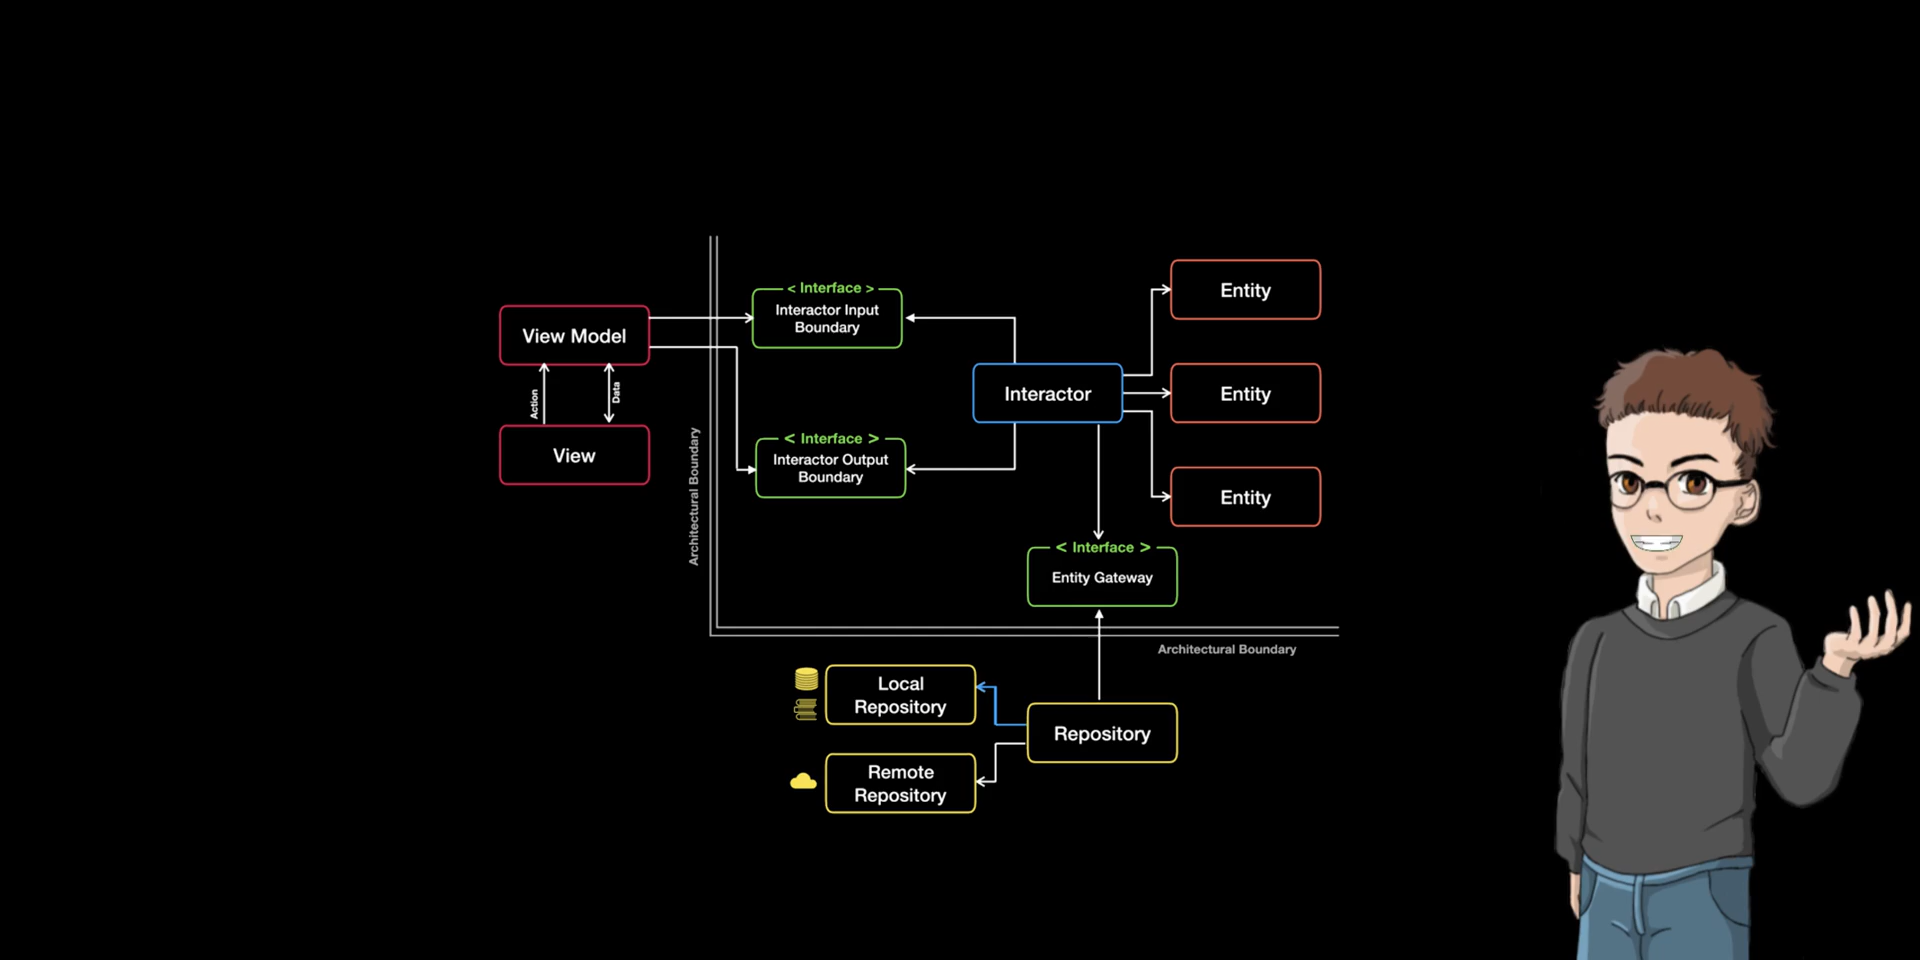 < Interface >
Interactor Input
Boundary
View Model
Action
Data
View
Architectural Boundary
< Interface >
Interactor Output
Boundary
Interactor
Entity
Entity
Entity
< Interface >
Entity Gateway
Architectural Boundary
Local
Repository
Repository
Remote
Repository